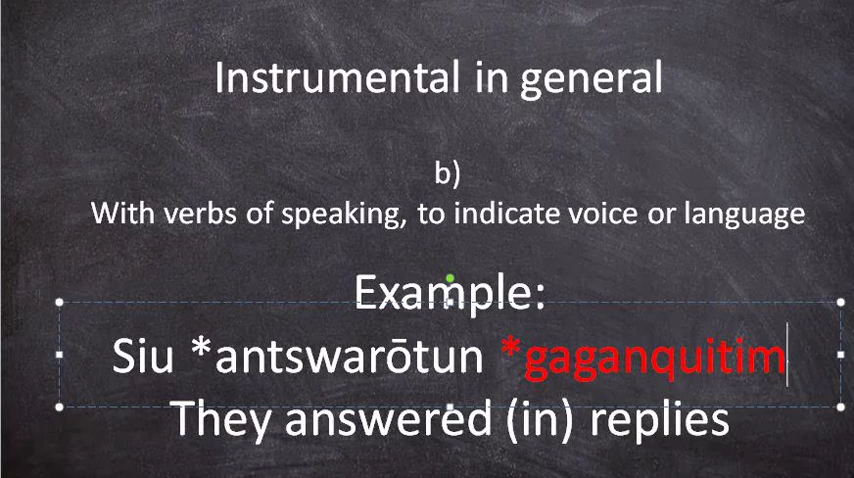 Instrumental in general
b)
With verbs of speaking, to indicate voice or language
Example:
Siu *antswarōtun *gaganquitim
They answered (in) replies